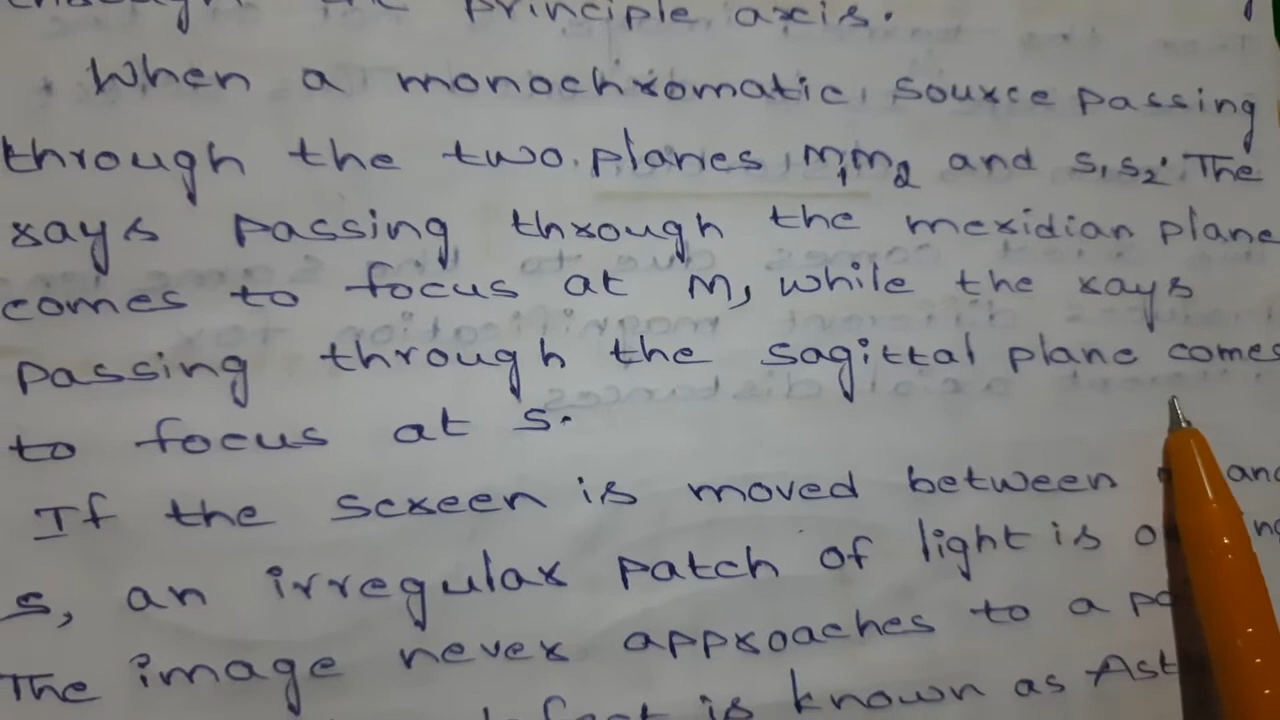 the principle axis.
When a monochromatic source passing
through the two planes M1M2 and S1S2. The
rays passing through the meridian plane
comes to focus at M, while the rays
passing through the sagittal plane comes
to focus at S.
If the screen is moved between and
S, an irregular patch of light is
The image never approaches to a
is known as Ast